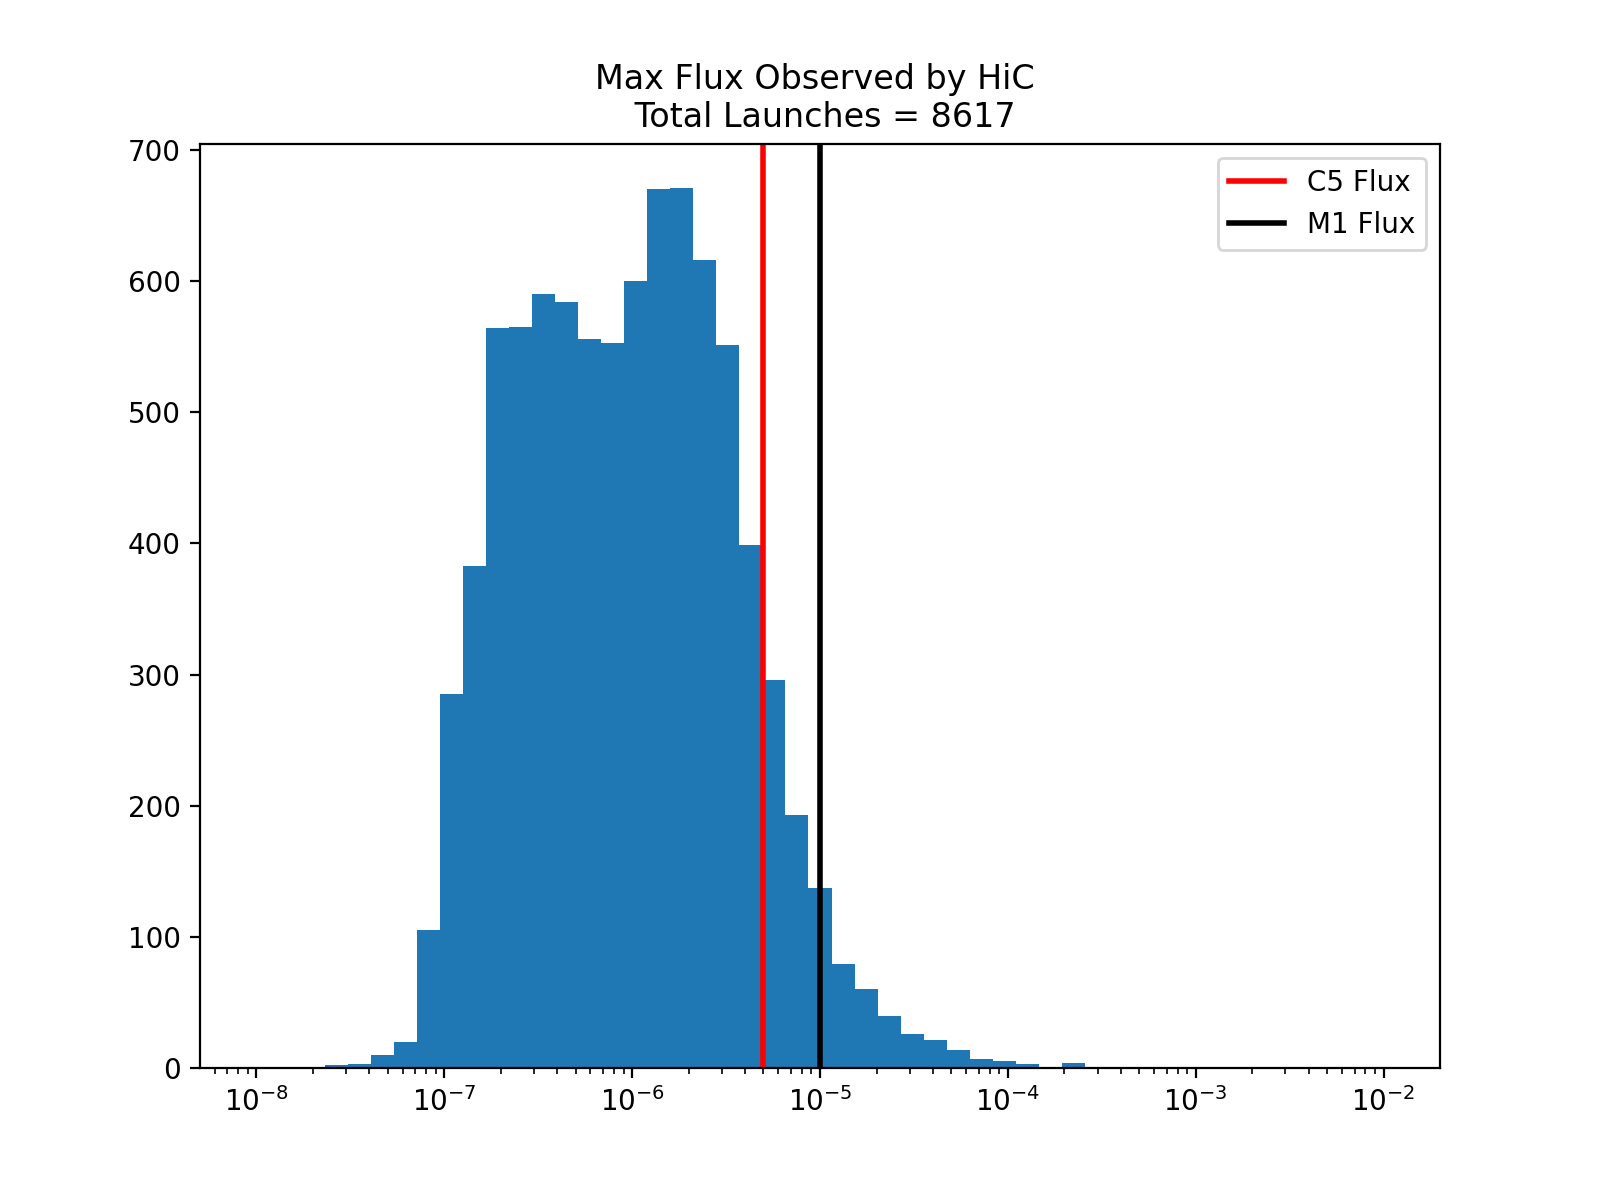 Max Flux Observed by HiC
Total Launches = 8617
C5 Flux
M1 Flux
700
600
500
400
300
200
100
0
10⁻⁸ 10⁻⁷ 10⁻⁶ 10⁻⁵ 10⁻⁴ 10⁻³ 10⁻²